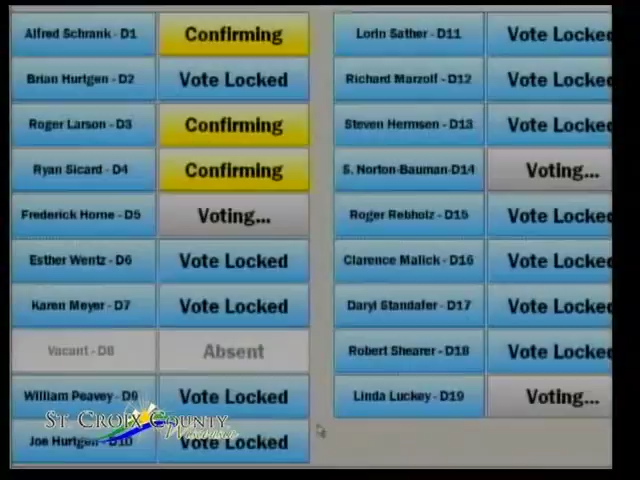 Alfred Schrank - D1 Confirming
Brian Hurtgen - D2 Vote Locked
Roger Larson - D3 Confirming
Ryan Sicard - D4 Confirming
Frederick Horne - D5 Voting...
Esther Wentz - D6 Vote Locked
Karen Meyer - D7 Vote Locked
Vacant - D8 Absent
William Peavey - D9 Vote Locked
Joe Hurtgen - D10 Vote Locked
Lorin Sather - D11 Vote Locked
Richard Marzolf - D12 Vote Locked
Steven Hermsen - D13 Vote Locked
S. Norton-Bauman-D14 Voting...
Roger Rebholz - D15 Vote Locked
Clarence Malick - D16 Vote Locked
Daryl Standafer - D17 Vote Locked
Robert Shearer - D18 Vote Locked
Linda Luckey - D19 Voting...
ST. CROIX COUNTY
Wisconsin